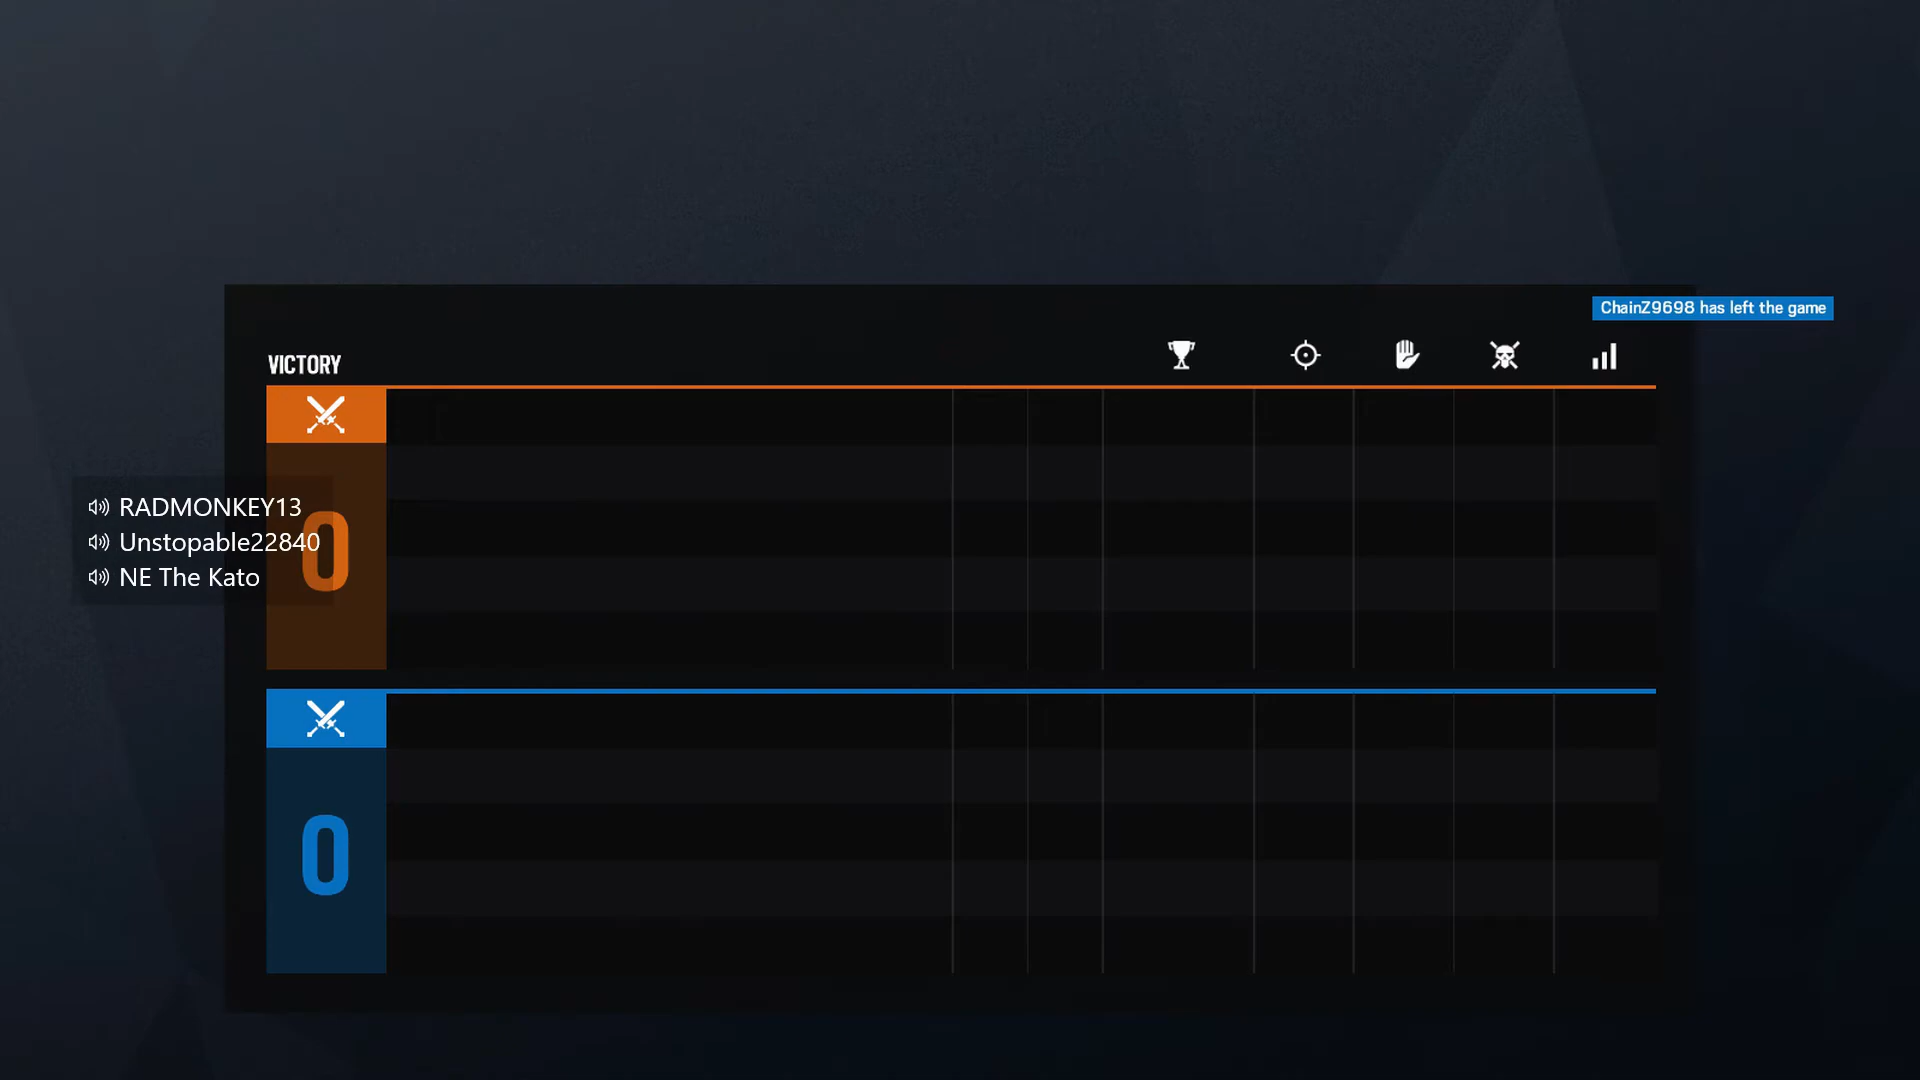 ChainZ9698 has left the game
VICTORY
RADMONKEY13
Unstopable22840
NE The Kato
0
0